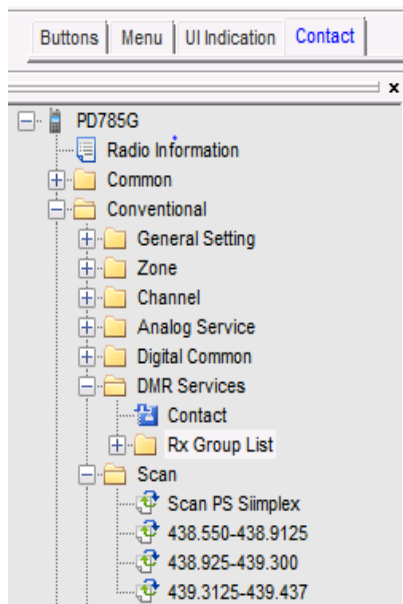 Buttons Menu UI Indication Contact
x
PD785G
Radio Information
Common
Conventional
General Setting
Zone
Channel
Analog Service
Digital Common
DMR Services
Contact
Rx Group List
Scan
Scan PS Siimplex
438.550-438.9125
438.925-439.300
439.3125-439.437